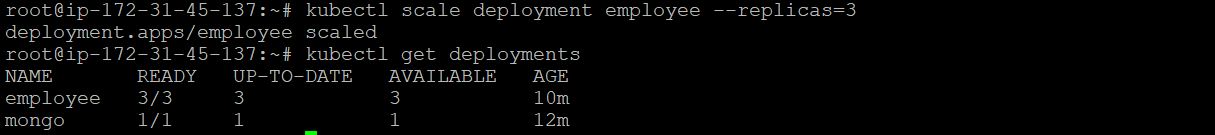 root@ip-172-31-45-137:~# kubectl scale deployment employee --replicas=3
deployment.apps/employee scaled
root@ip-172-31-45-137:~# kubectl get deployments
NAME       READY   UP-TO-DATE   AVAILABLE   AGE
employee   3/3     3            3           10m
mongo      1/1     1            1           12m